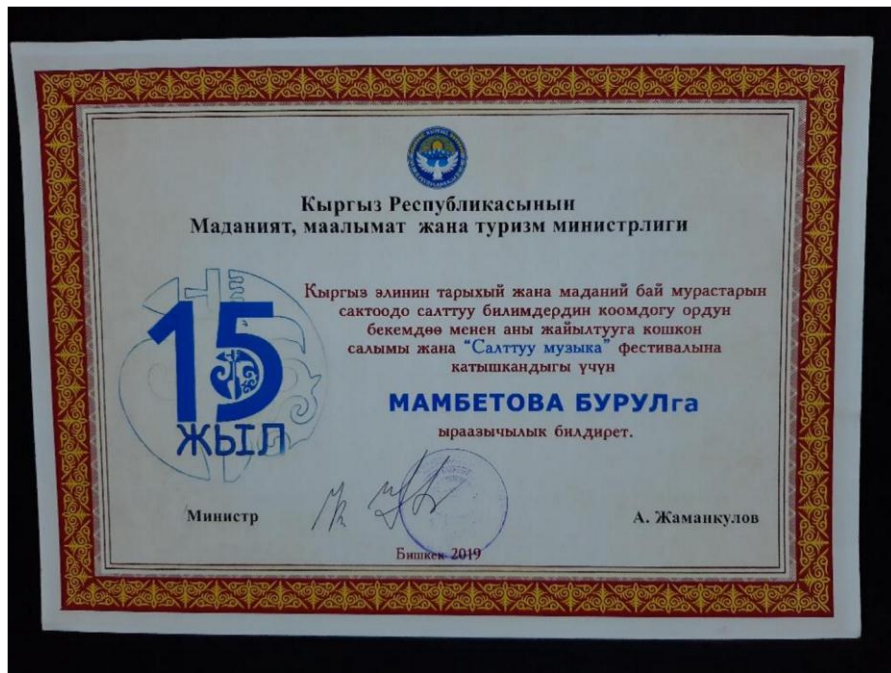 Кыргыз Республикасынын
Маданият, маалымат жана туризм министрлиги
15
ЖЫЛ
Кыргыз элинин тарыхый жана маданий бай мурастарын
сактоодо салттуу билимдердин коомдогу ордун
бекемдөө менен аны жайылтууга кошкон
салымы жана “Салттуу музыка” фестивалына
катышкандыгы үчүн
МАМБЕТОВА БУРУЛга
ыраазычылык билдирет.
Министр
А. Жаманкулов
Бишкек 2019